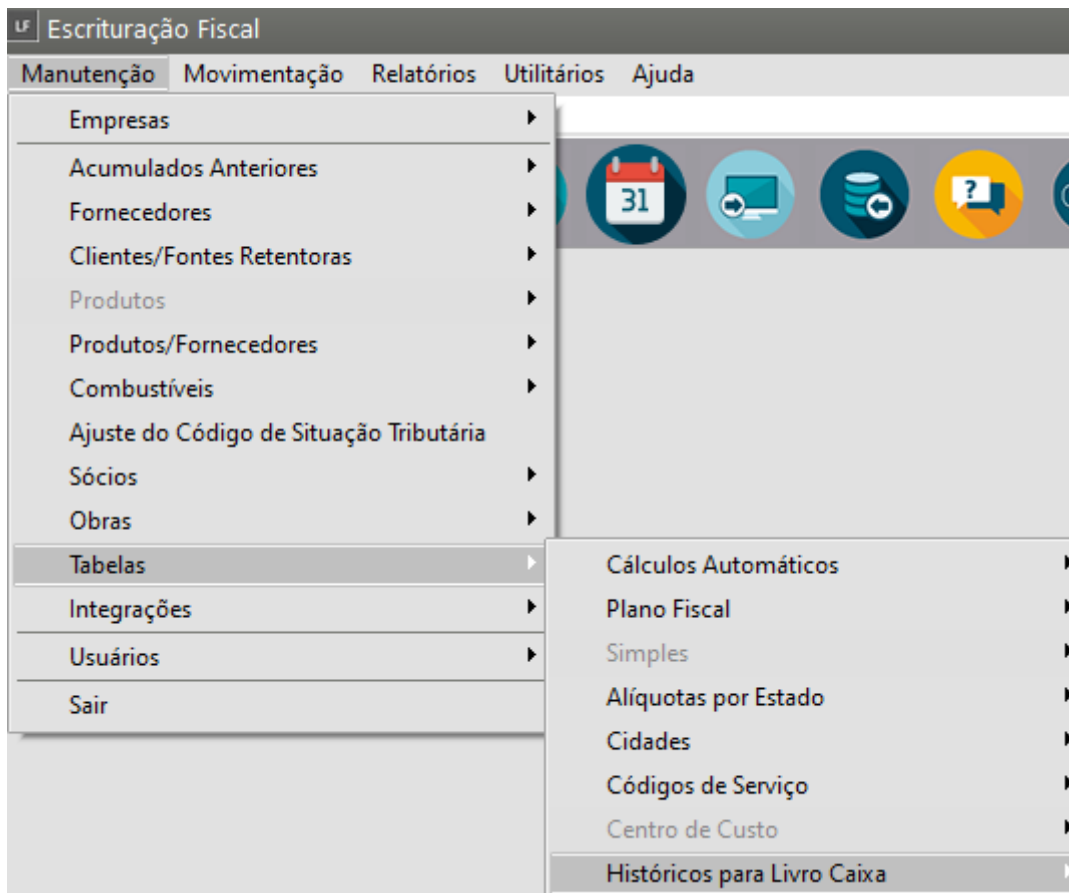 LF Escrituração Fiscal
Manutenção Movimentação Relatórios Utilitários Ajuda
Empresas
Acumulados Anteriores
Fornecedores
Clientes/Fontes Retentoras
Produtos
Produtos/Fornecedores
Combustíveis
Ajuste do Código de Situação Tributária
Sócios
Obras
Tabelas
Integrações
Usuários
Sair
31
?
Cálculos Automáticos
Plano Fiscal
Simples
Alíquotas por Estado
Cidades
Códigos de Serviço
Centro de Custo
Históricos para Livro Caixa